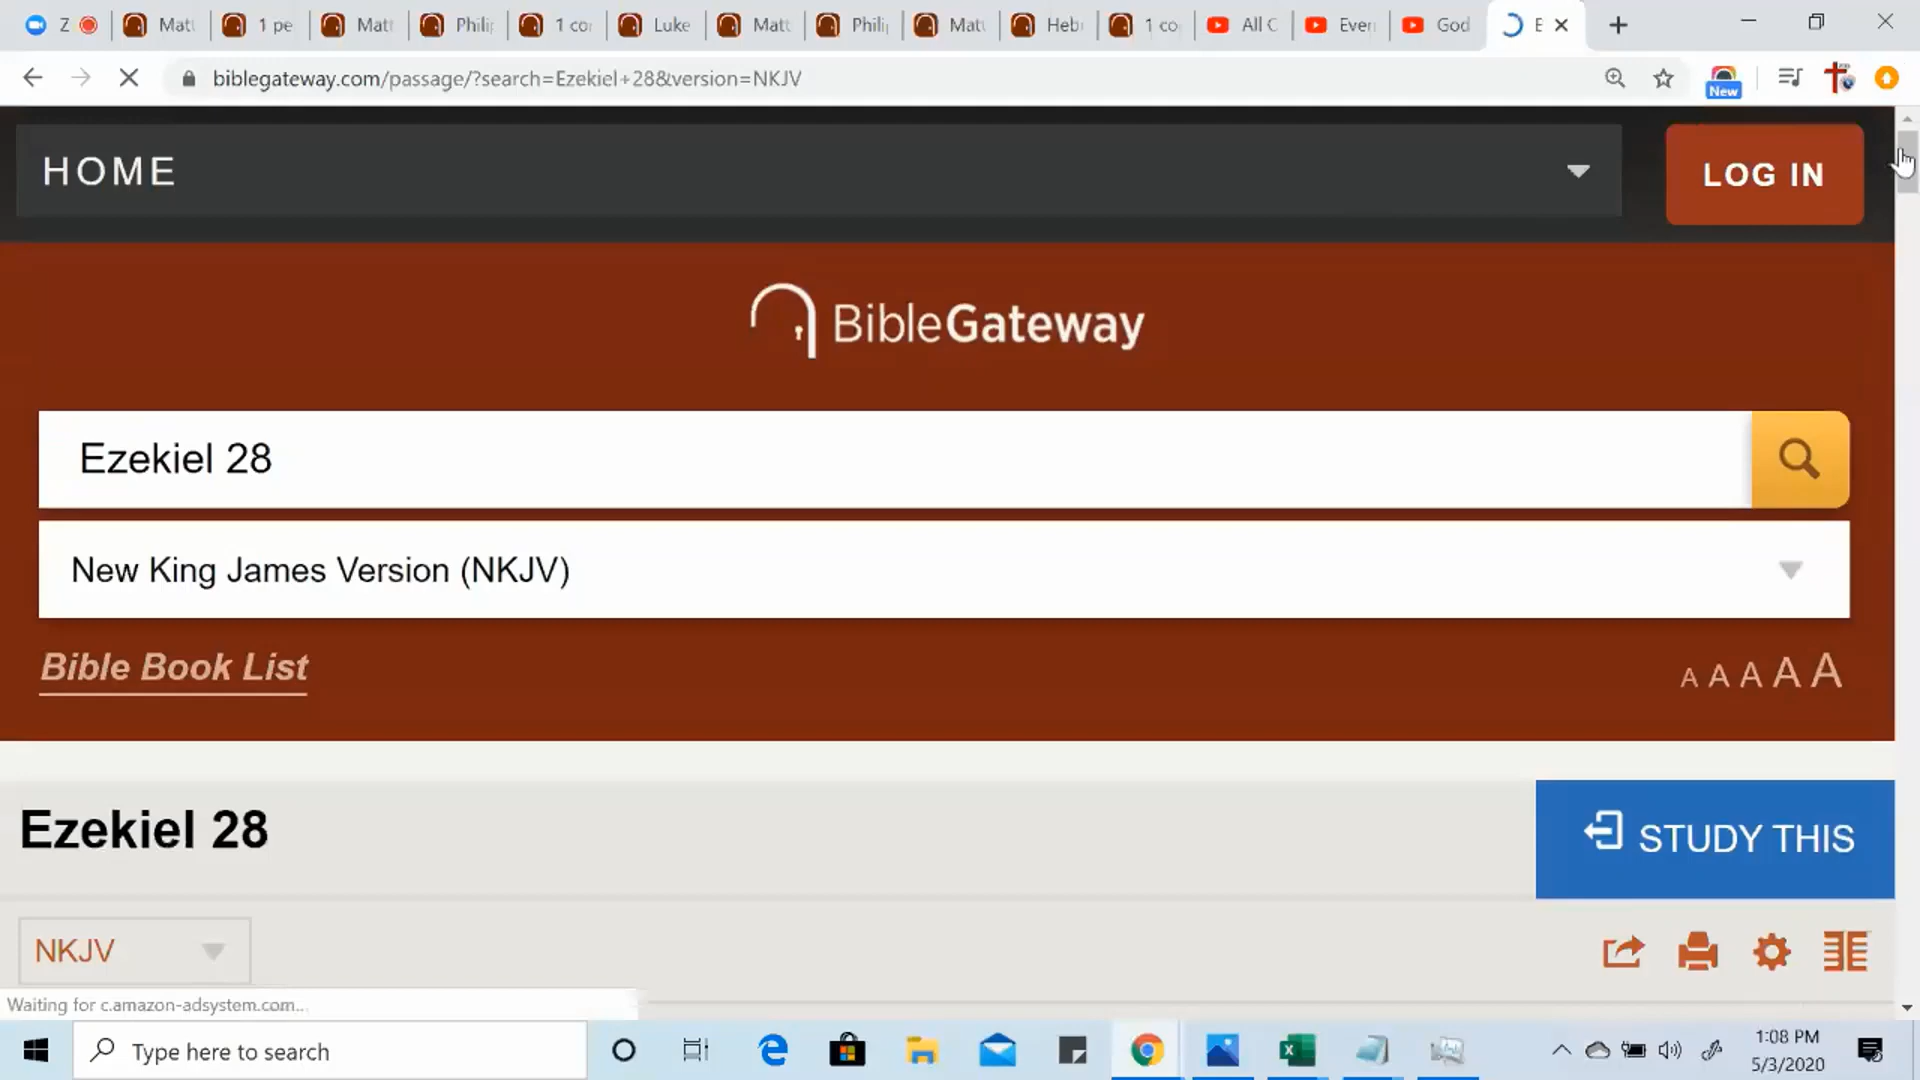 Z Matt 1 pe Matt Philip 1 cor Luke Matt Philip Matt Heb 1 co All C Even God E
biblegateway.com/passage/?search=Ezekiel+28&version=NKJV
New
HOME
LOG IN
BibleGateway
Ezekiel 28
New King James Version (NKJV)
Bible Book List
A A A A A
Ezekiel 28
STUDY THIS
NKJV
Waiting for c.amazon-adsystem.com...
Type here to search
1:08 PM
5/3/2020